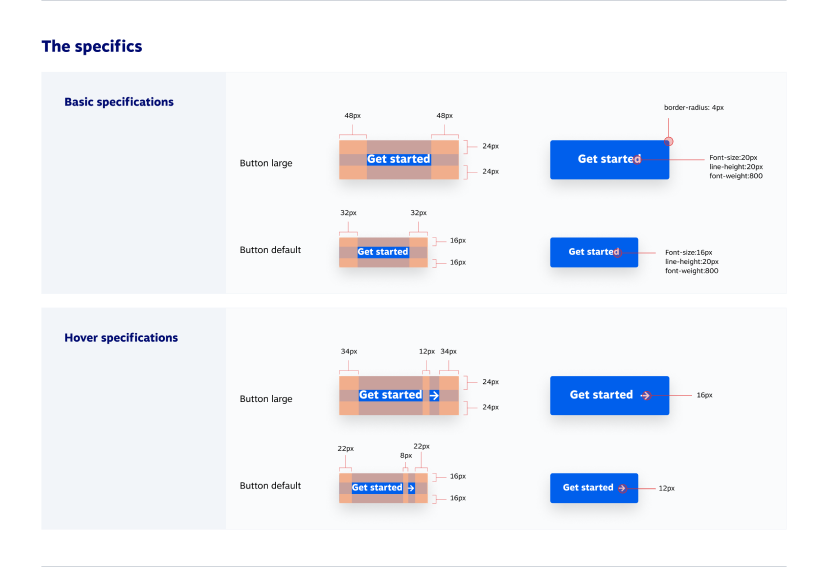 The specifics
Basic specifications
border-radius: 4px
48px 48px
Button large
Get started
24px
24px
Get started
Font-size:20px
line-height:20px
font-weight:800
32px 32px
Button default
Get started
16px
16px
Get started
Font-size:16px
line-height:20px
font-weight:800
Hover specifications
34px 12px 34px
Button large
Get started →
24px
24px
Get started →
16px
22px 8px 22px
Button default
Get started →
16px
16px
Get started →
12px